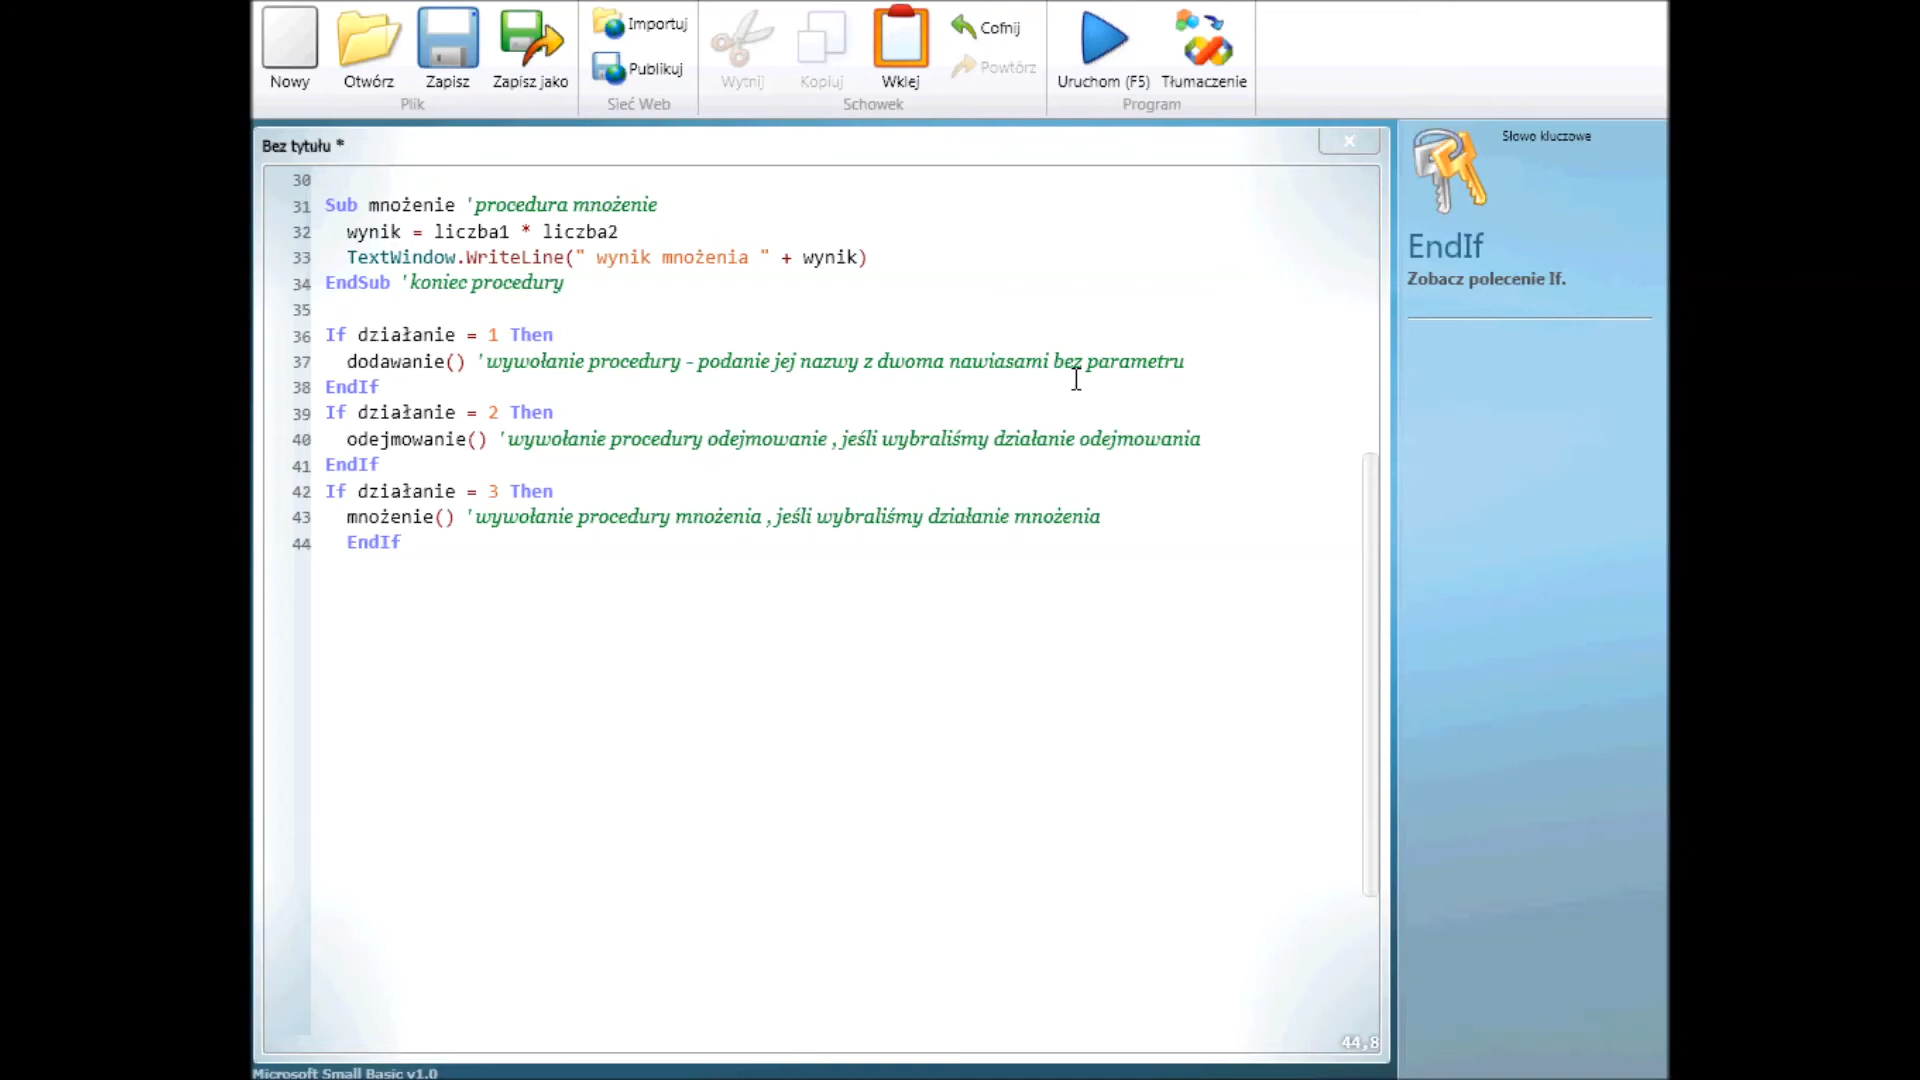 Nowy
Otwórz
Zapisz
Zapisz jako
Plik
Importuj
Publikuj
Sieć Web
Wytnij
Kopiuj
Wklej
Cofnij
Powtórz
Schowek
Uruchom (F5)
Tłumaczenie
Program
Bez tytułu *
30
31 Sub mnożenie 'procedura mnożenie
32 wynik = liczba1 * liczba2
33 TextWindow.WriteLine(" wynik mnożenia " + wynik)
34 EndSub 'koniec procedury
35
36 If działanie = 1 Then
37 dodawanie() 'wywołanie procedury - podanie jej nazwy z dwoma nawiasami bez parametru
38 EndIf
39 If działanie = 2 Then
40 odejmowanie() 'wywołanie procedury odejmowanie , jeśli wybraliśmy działanie odejmowania
41 EndIf
42 If działanie = 3 Then
43 mnożenie() 'wywołanie procedury mnożenia , jeśli wybraliśmy działanie mnożenia
44 EndIf
44,8
Microsoft Small Basic v1.0
Słowo kluczowe
EndIf
Zobacz polecenie If.